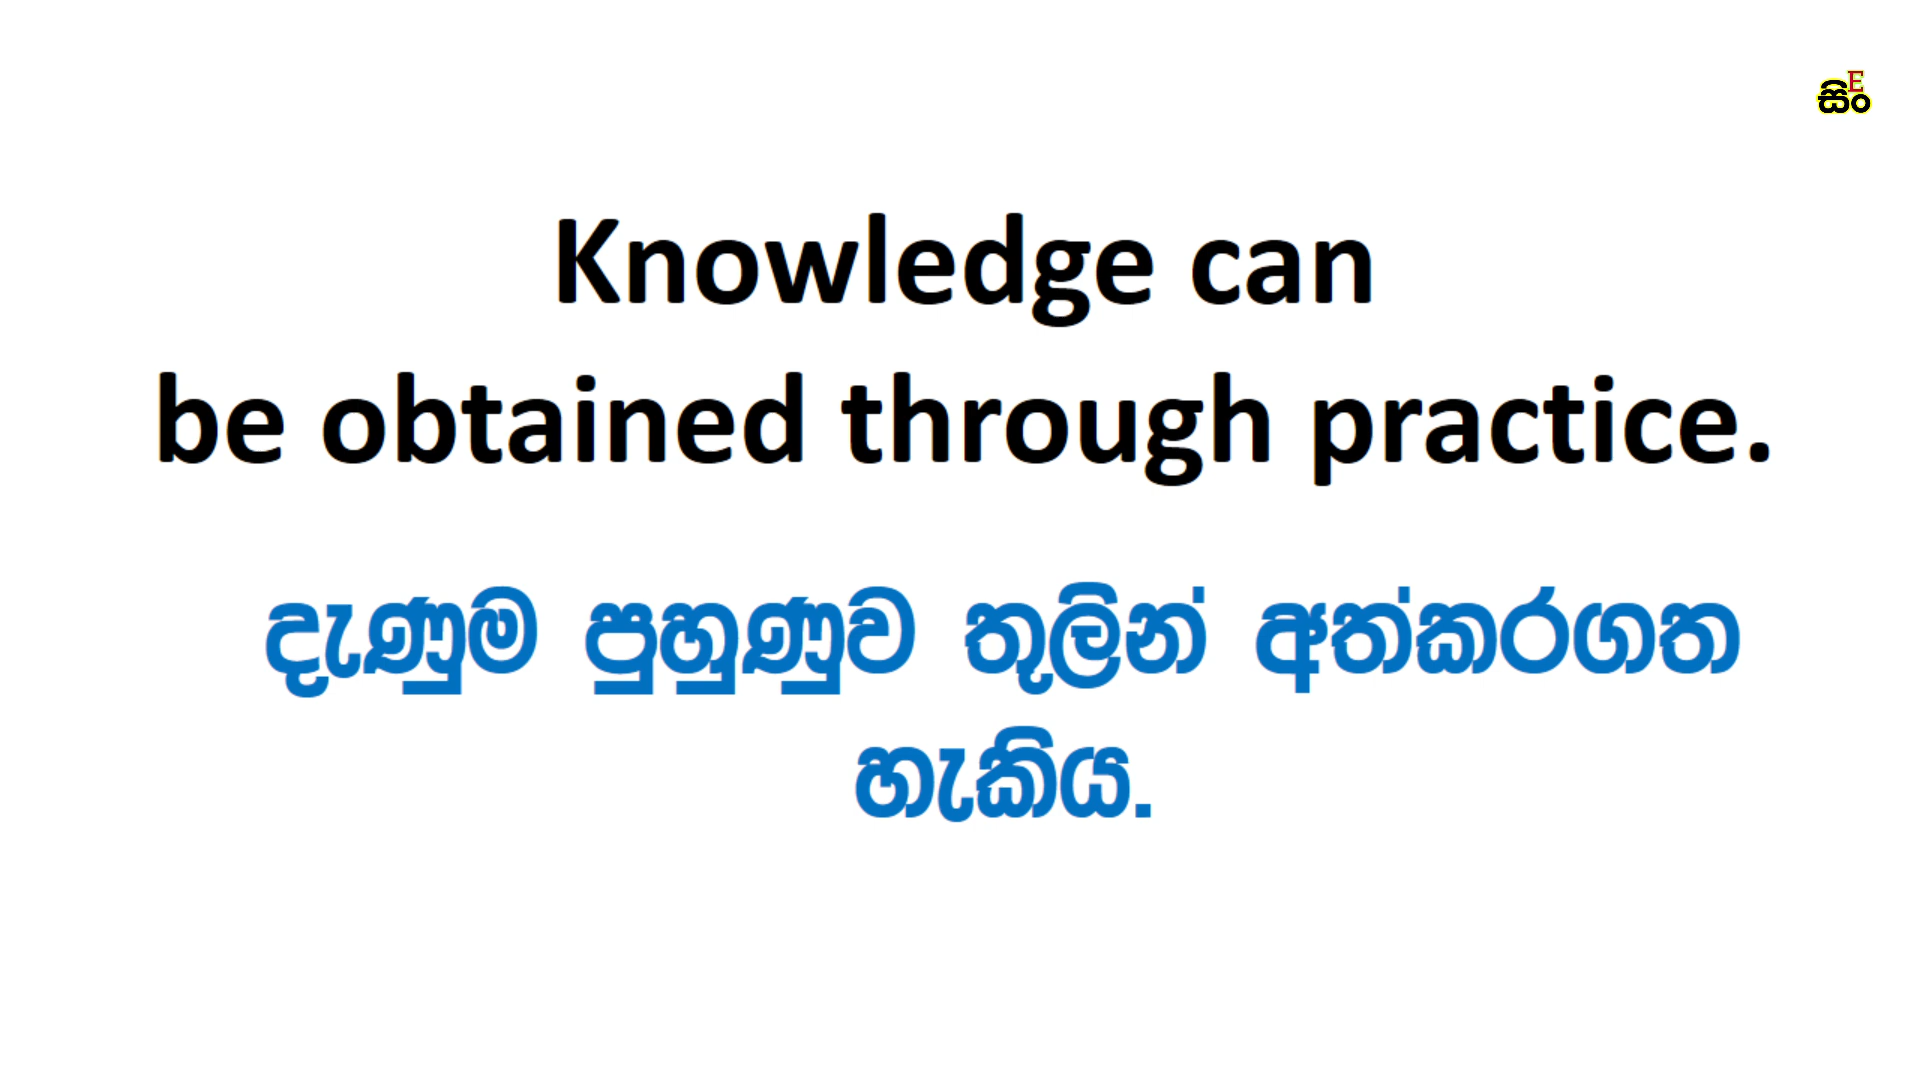 E
සිං
Knowledge can
be obtained through practice.
දැණුම පුහුණුව තුලින් අත්කරගත
හැකිය.